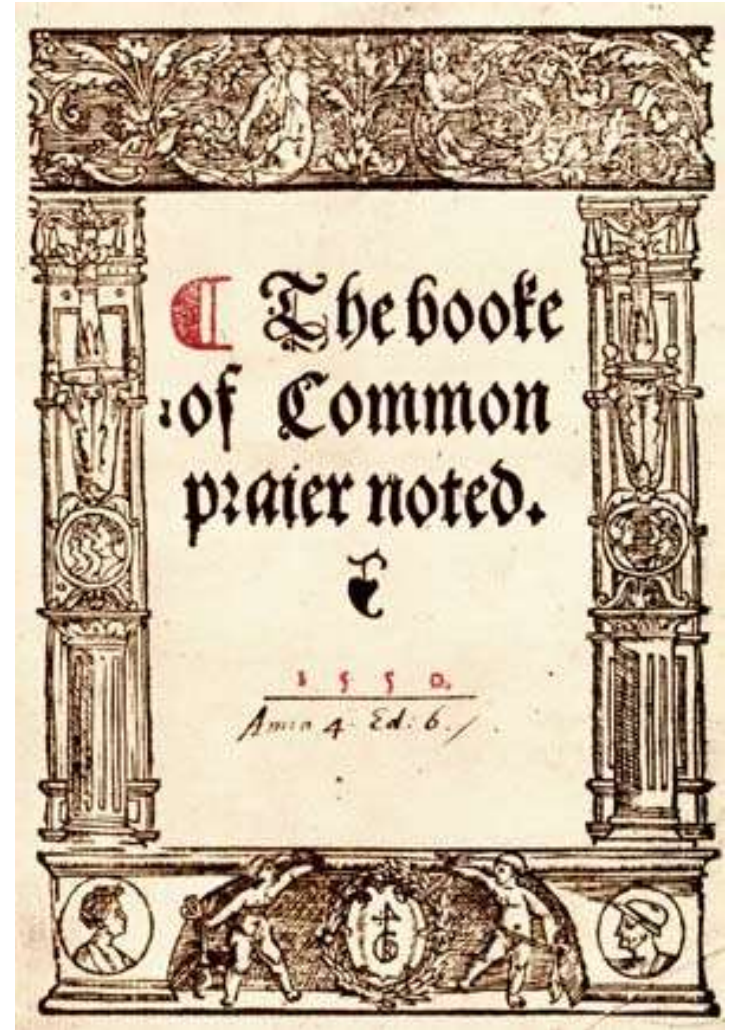 ¶ The booke
of Common
praier noted.
1550.
Anno 4. Ed: 6.